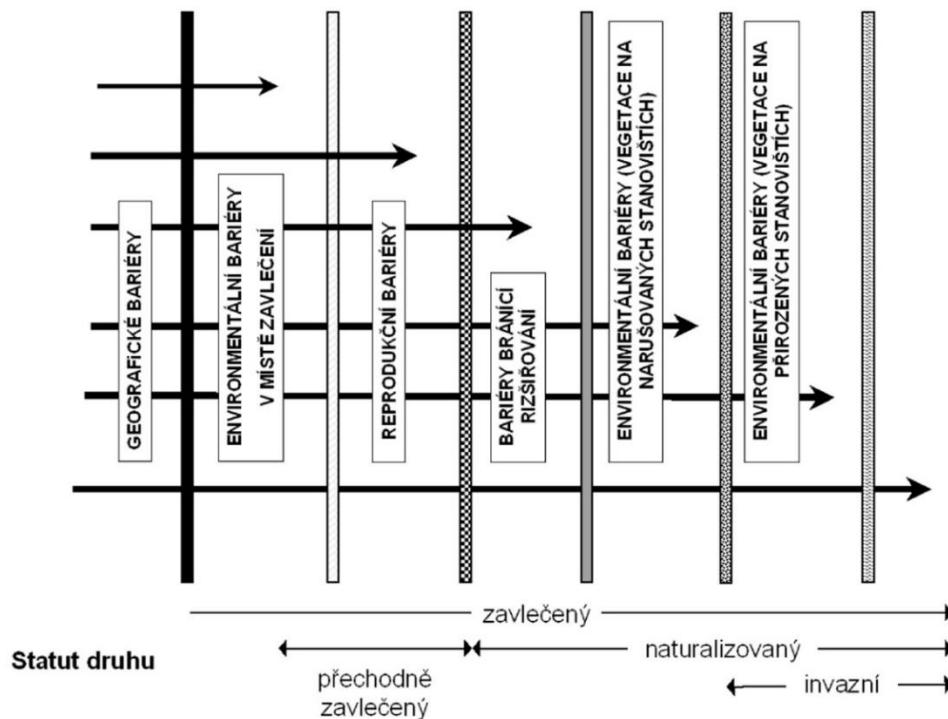 GEOGRAFICKÉ BARIÉRY
ENVIRONMENTÁLNÍ BARIÉRY
V MÍSTĚ ZAVLEČENÍ
REPRODUKČNÍ BARIÉRY
BARIÉRY BRÁNÍCÍ
RIZŠIŘOVÁNÍ
ENVIRONMENTÁLNÍ BARIÉRY (VEGETACE NA
NARUŠOVANÝCH STANOVIŠTÍCH)
ENVIRONMENTÁLNÍ BARIÉRY (VEGETACE NA
PŘIROZENÝCH STANOVIŠTÍCH)
zavlečený
Statut druhu
naturalizovaný
přechodně
zavlečený
invazní